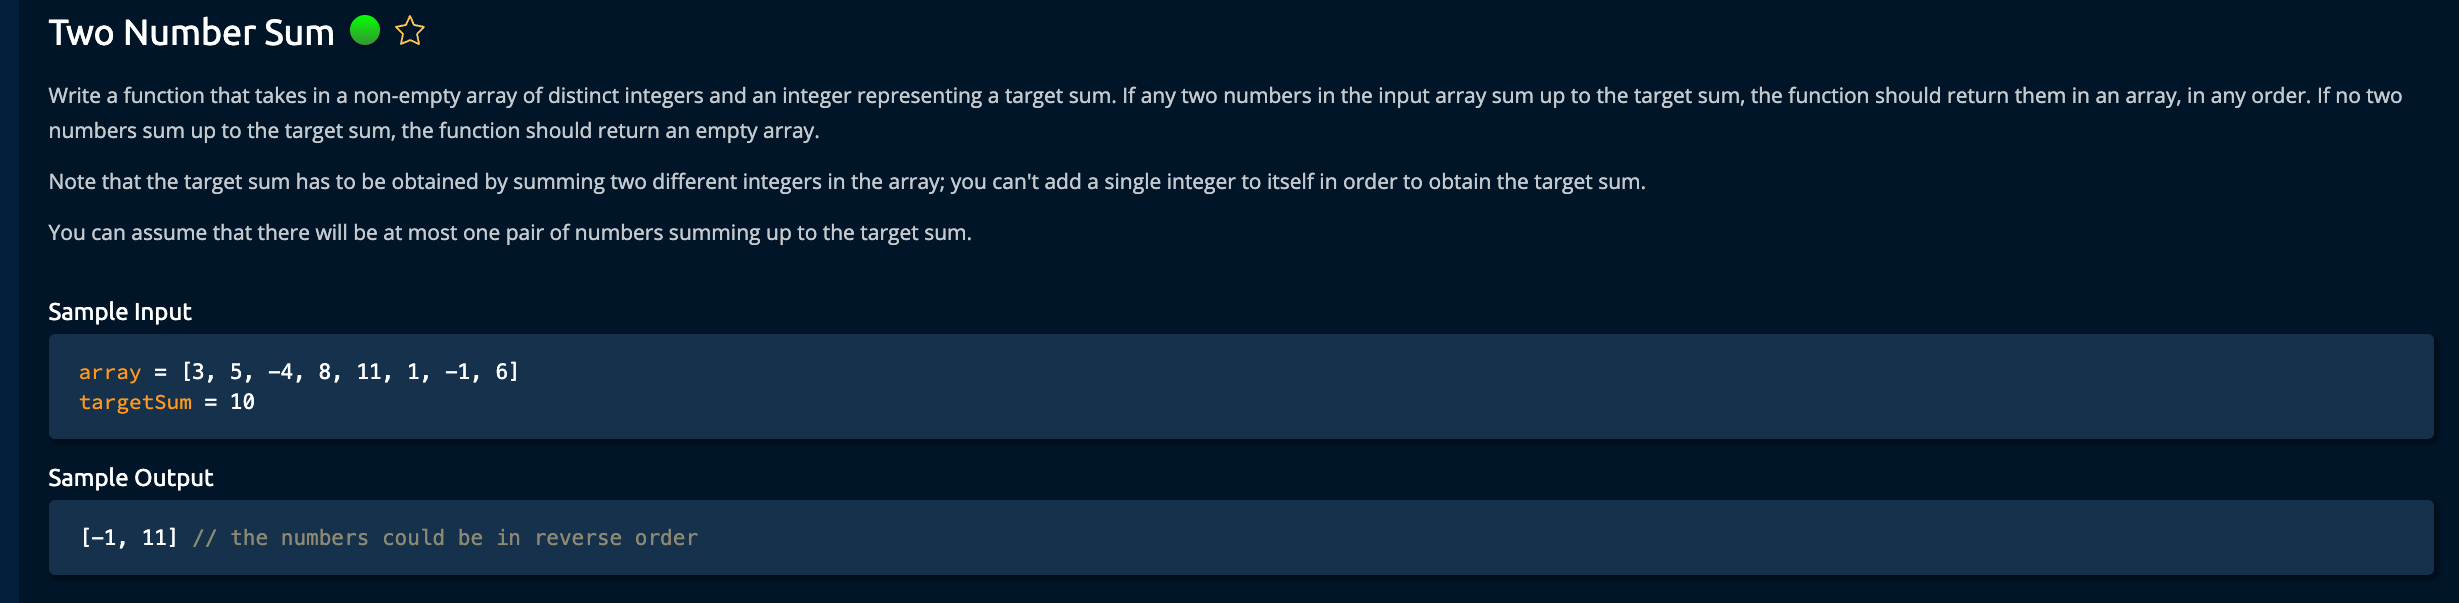 Two Number Sum
Write a function that takes in a non-empty array of distinct integers and an integer representing a target sum. If any two numbers in the input array sum up to the target sum, the function should return them in an array, in any order. If no two
numbers sum up to the target sum, the function should return an empty array.
Note that the target sum has to be obtained by summing two different integers in the array; you can't add a single integer to itself in order to obtain the target sum.
You can assume that there will be at most one pair of numbers summing up to the target sum.
Sample Input
array = [3, 5, -4, 8, 11, 1, -1, 6]
targetSum = 10
Sample Output
[-1, 11] // the numbers could be in reverse order